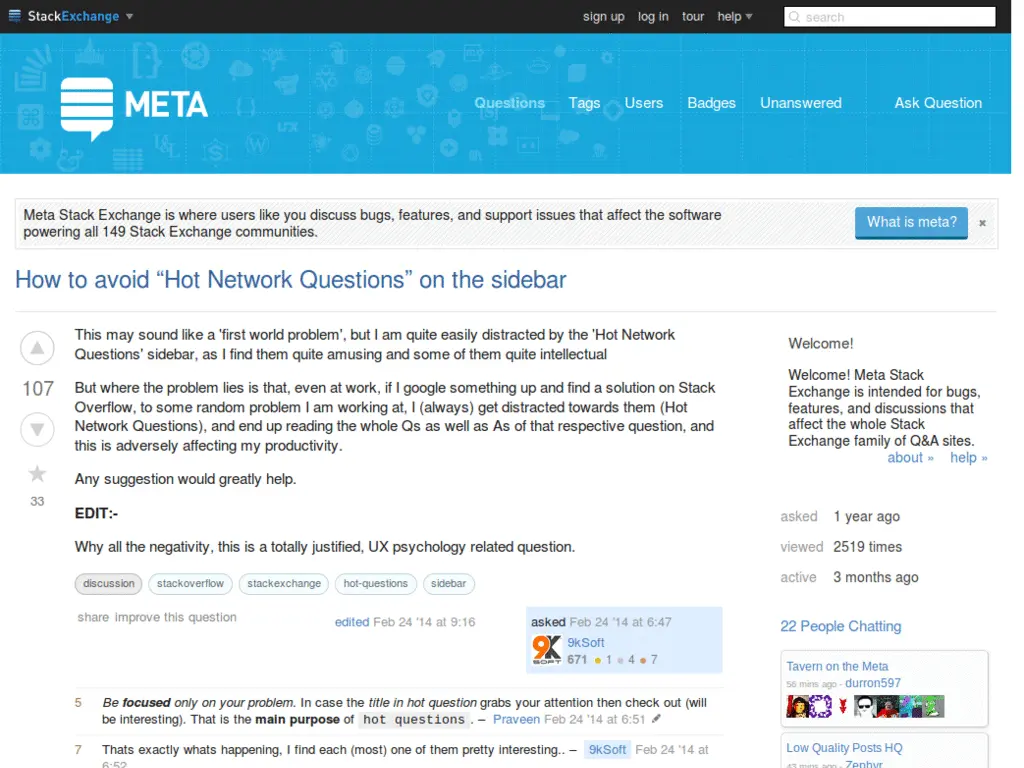 StackExchange
sign up log in tour help
search
META
Questions Tags Users Badges Unanswered Ask Question
Meta Stack Exchange is where users like you discuss bugs, features, and support issues that affect the software
powering all 149 Stack Exchange communities.
What is meta?
×
How to avoid “Hot Network Questions” on the sidebar
This may sound like a 'first world problem', but I am quite easily distracted by the 'Hot Network
Questions' sidebar, as I find them quite amusing and some of them quite intellectual
107
But where the problem lies is that, even at work, if I google something up and find a solution on Stack
Overflow, to some random problem I am working at, I (always) get distracted towards them (Hot
Network Questions), and end up reading the whole Qs as well as As of that respective question, and
this is adversely affecting my productivity.
33
Any suggestion would greatly help.
EDIT:-
Why all the negativity, this is a totally justified, UX psychology related question.
discussion stackoverflow stackexchange hot-questions sidebar
share improve this question
edited Feb 24 '14 at 9:16
asked Feb 24 '14 at 6:47
9K
SOFT
9kSoft
671 1 4 7
5 Be focused only on your problem. In case the title in hot question grabs your attention then check out (will
be interesting). That is the main purpose of hot questions. – Praveen Feb 24 '14 at 6:51
7 Thats exactly whats happening, I find each (most) one of them pretty interesting.. – 9kSoft Feb 24 '14 at
6:52
Welcome!
Welcome! Meta Stack
Exchange is intended for bugs,
features, and discussions that
affect the whole Stack
Exchange family of Q&A sites.
about » help »
asked 1 year ago
viewed 2519 times
active 3 months ago
22 People Chatting
Tavern on the Meta
56 mins ago - durron597
Low Quality Posts HQ
43 mins ago - Zephyr